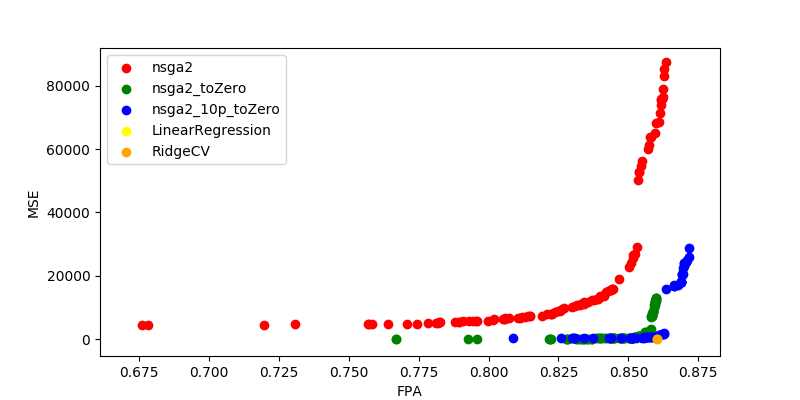 nsga2
nsga2_toZero
nsga2_10p_toZero
LinearRegression
RidgeCV
MSE
80000
60000
40000
20000
0
0.675 0.700 0.725 0.750 0.775 0.800 0.825 0.850 0.875
FPA